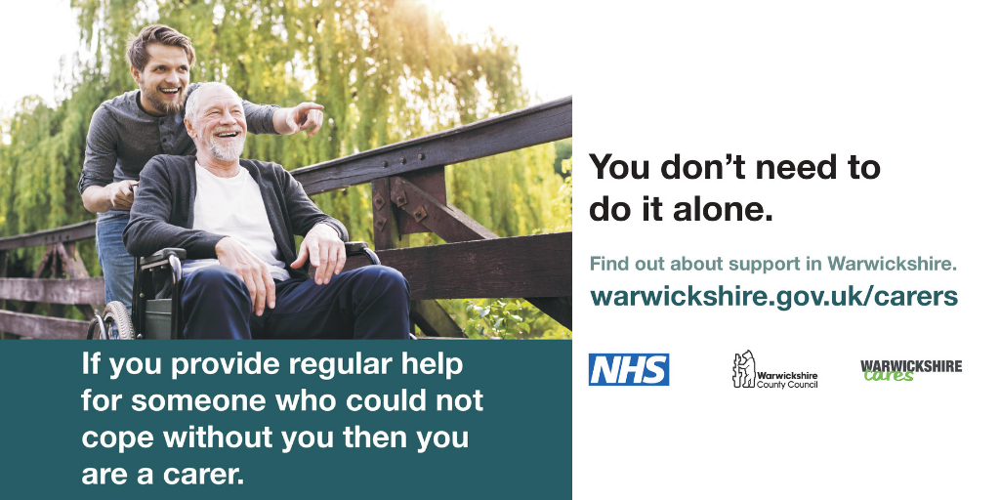 If you provide regular help
for someone who could not
cope without you then you
are a carer.
You don’t need to
do it alone.
Find out about support in Warwickshire.
warwickshire.gov.uk/carers
NHS
Warwickshire
County Council
WARWICKSHIRE
cares